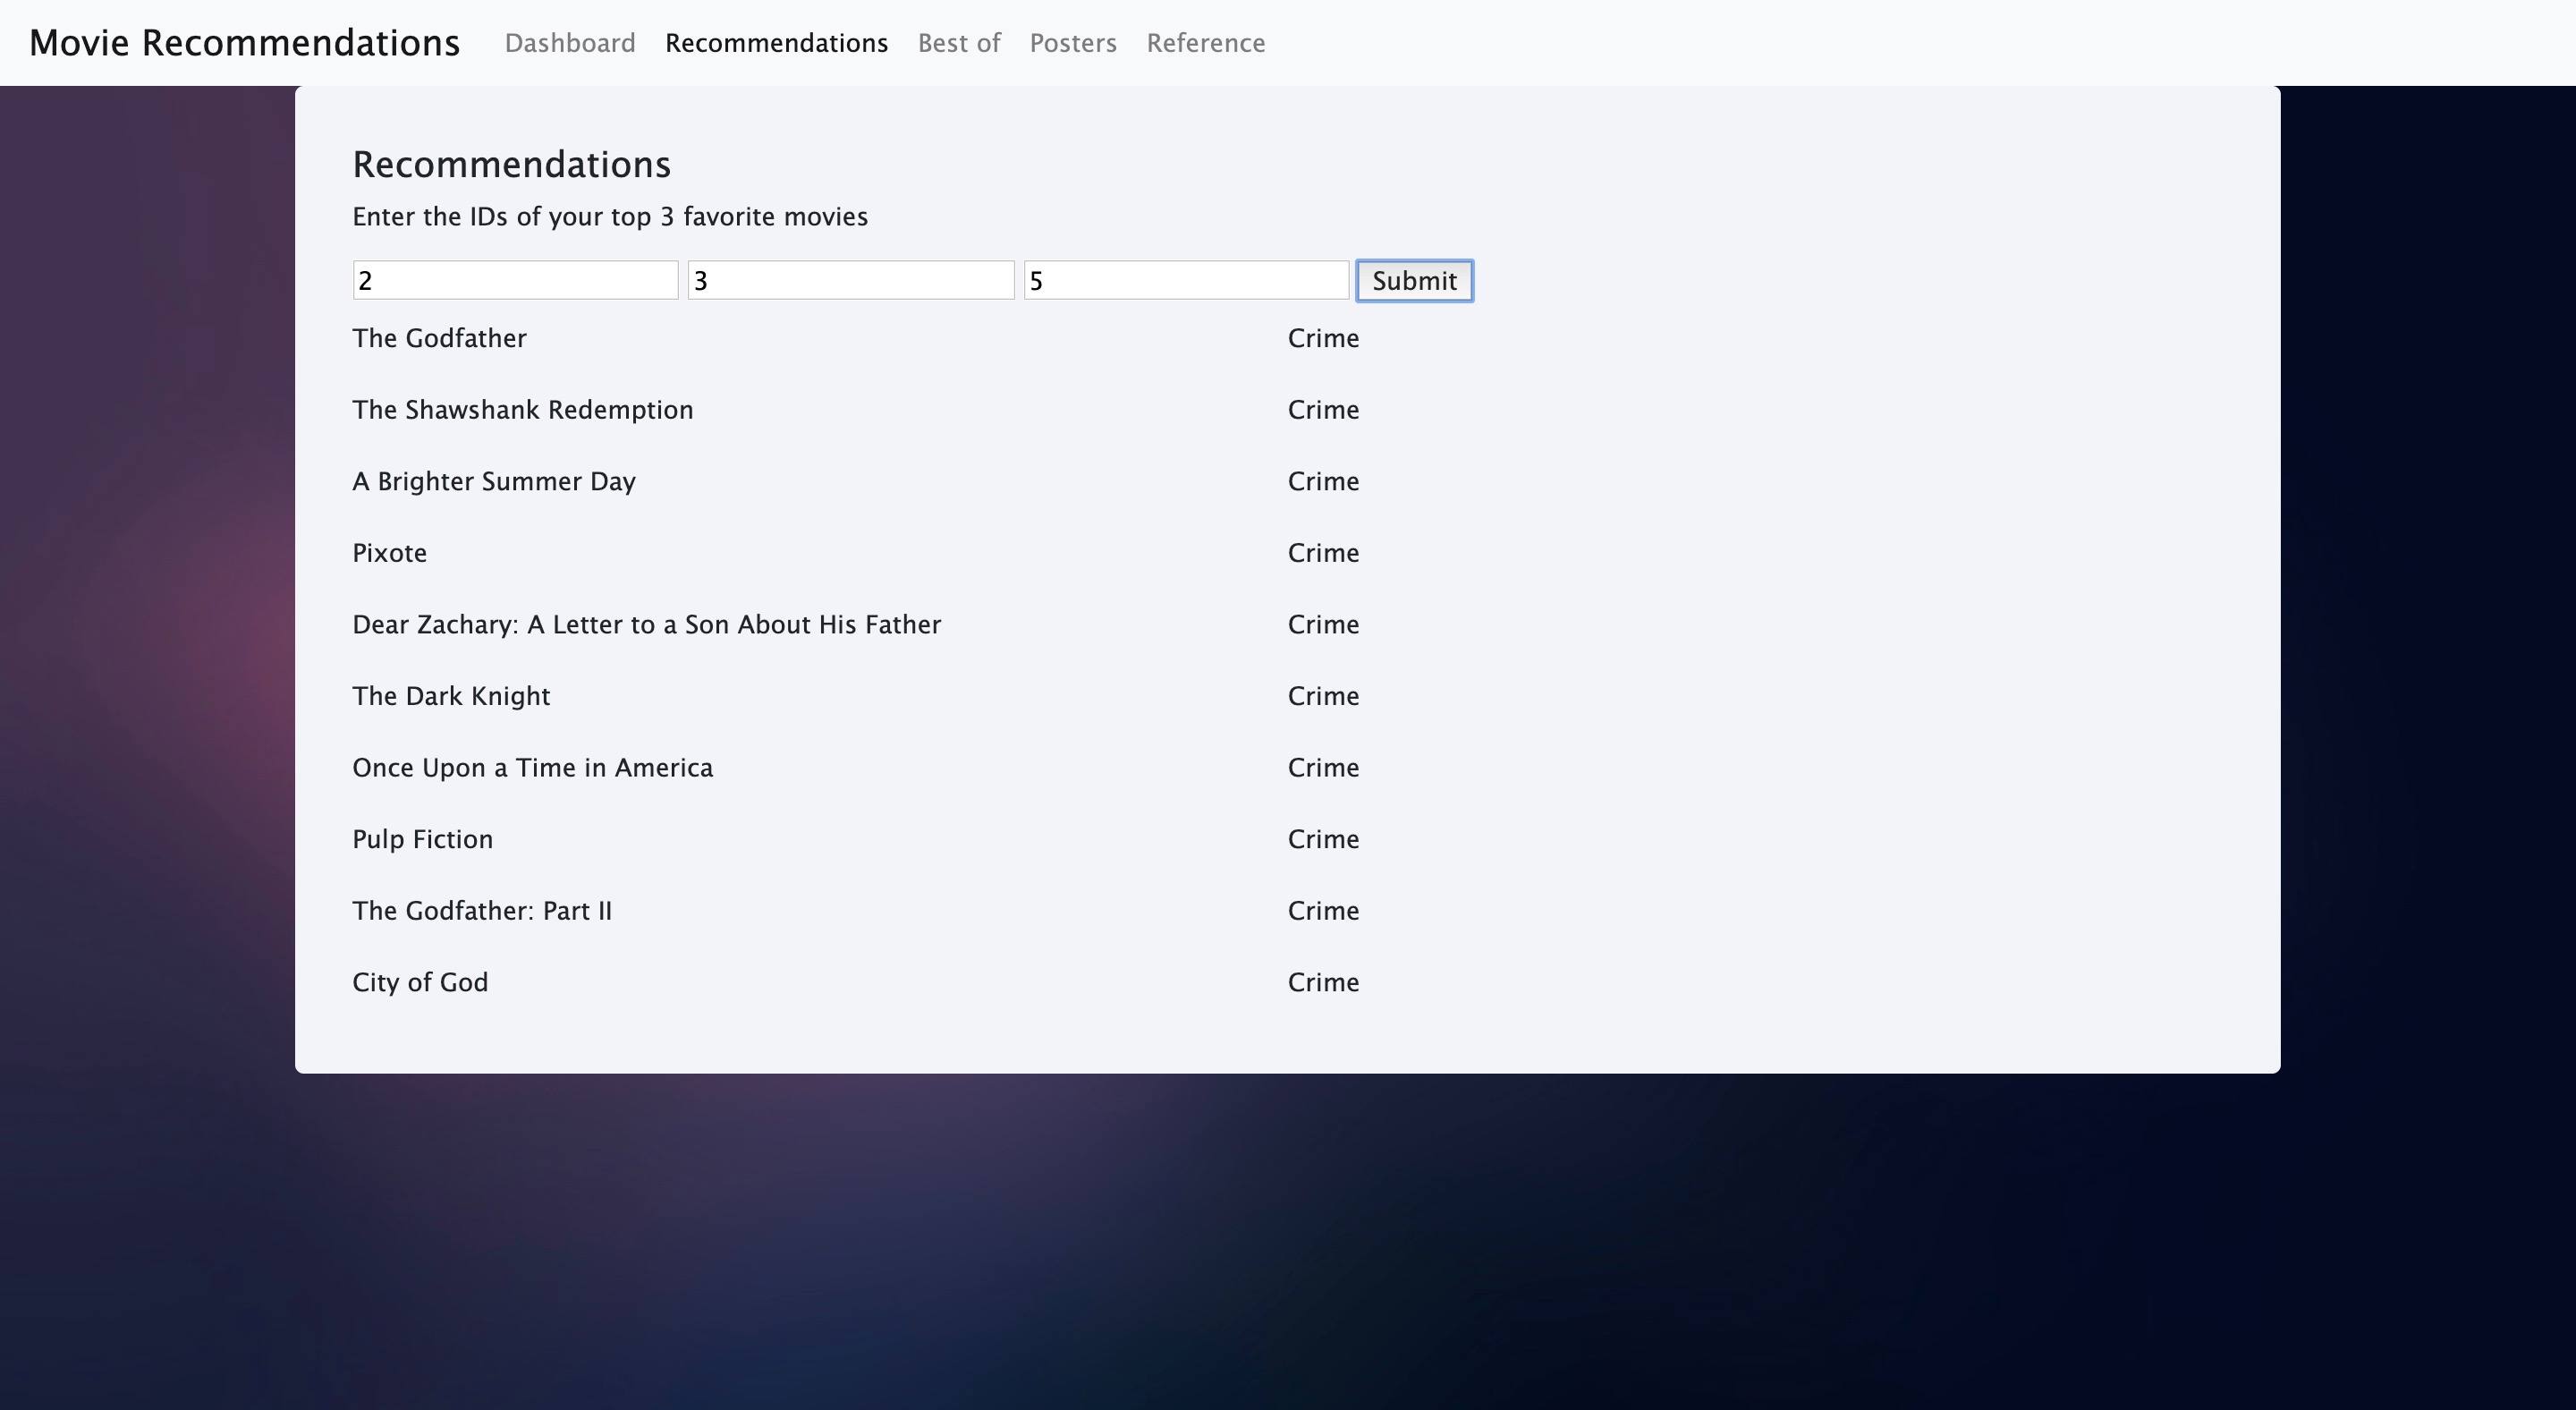 Movie Recommendations Dashboard Recommendations Best of Posters Reference
Recommendations
Enter the IDs of your top 3 favorite movies
2 3 5 Submit
The Godfather Crime
The Shawshank Redemption Crime
A Brighter Summer Day Crime
Pixote Crime
Dear Zachary: A Letter to a Son About His Father Crime
The Dark Knight Crime
Once Upon a Time in America Crime
Pulp Fiction Crime
The Godfather: Part II Crime
City of God Crime